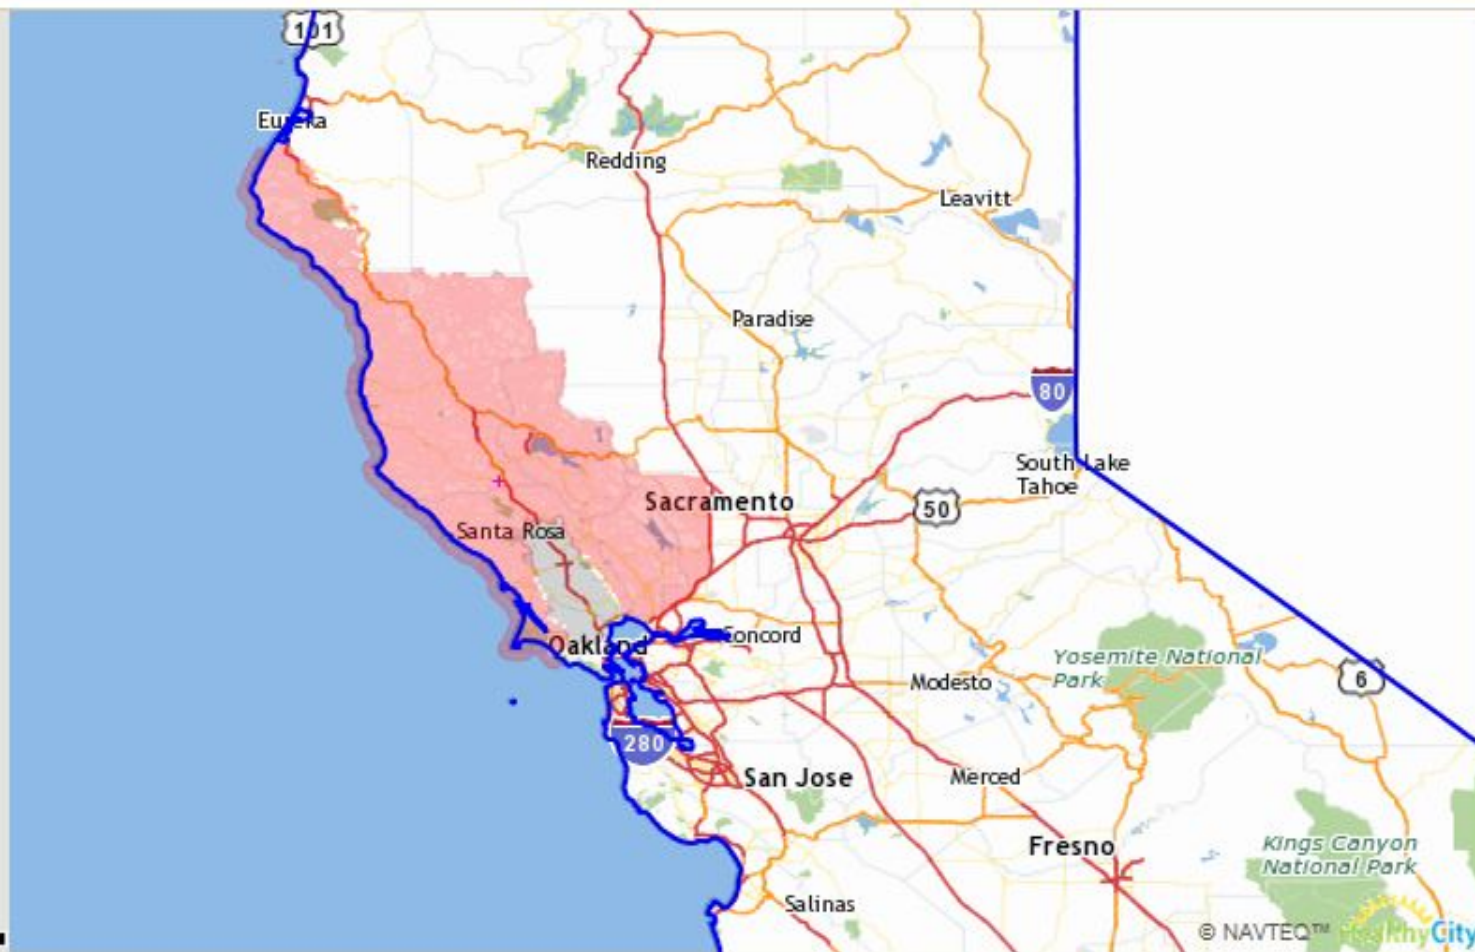 101
Eureka
Redding
Leavitt
Paradise
80
South Lake
Tahoe
Sacramento
50
Santa Rosa
Oakland
Concord
Yosemite National
Park
Modesto
6
280
San Jose
Merced
Fresno
Kings Canyon
National Park
Salinas
© NAVTEQ™
HealthyCity